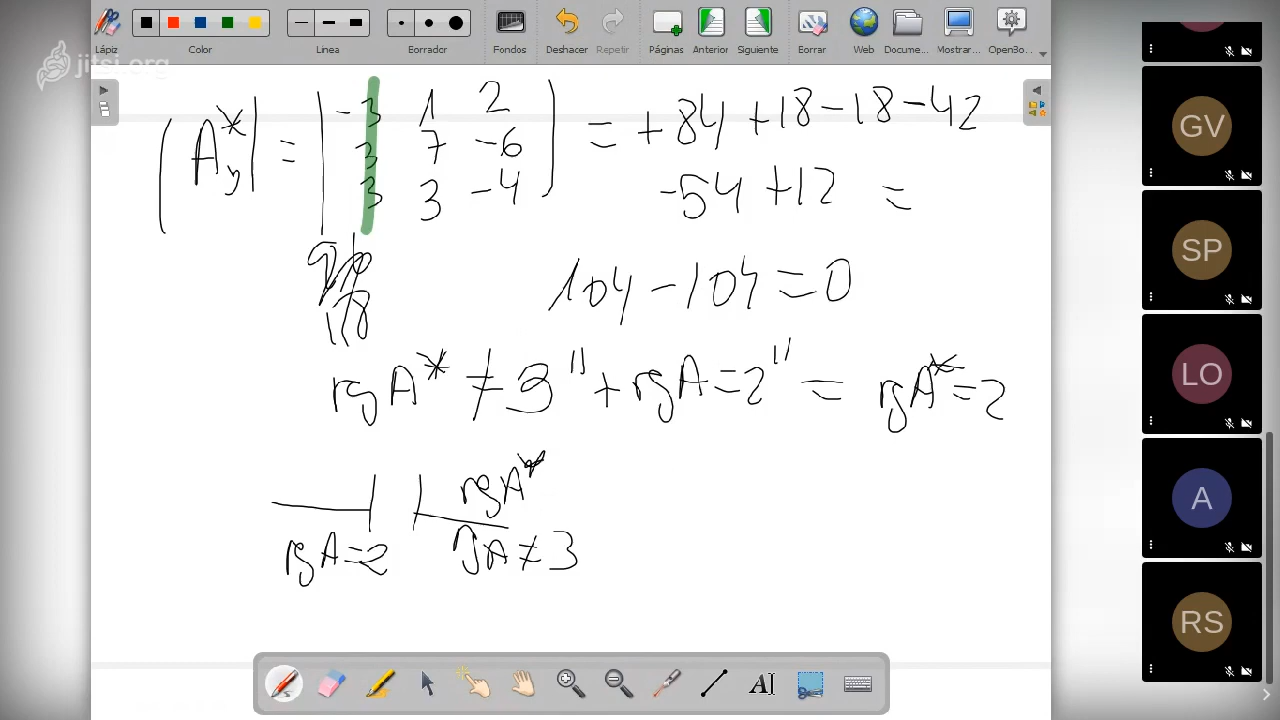 Lápiz Color Linea Borrador Fondos Deshacer Repetir Páginas Anterior Siguiente Borrar Web Docume... Mostrar... OpenBo...
jitsi.org
|A*y| = | -3 1 2 | = +84 +18 -18 -42
3 7 -6
3 3 -4
-54 +12 =
104 - 104 = 0
rgA* ≠ 3" + rgA = 2" = rgA* = 2
rgA*
rgA = 2
≠ 3
GV
SP
LO
A
RS